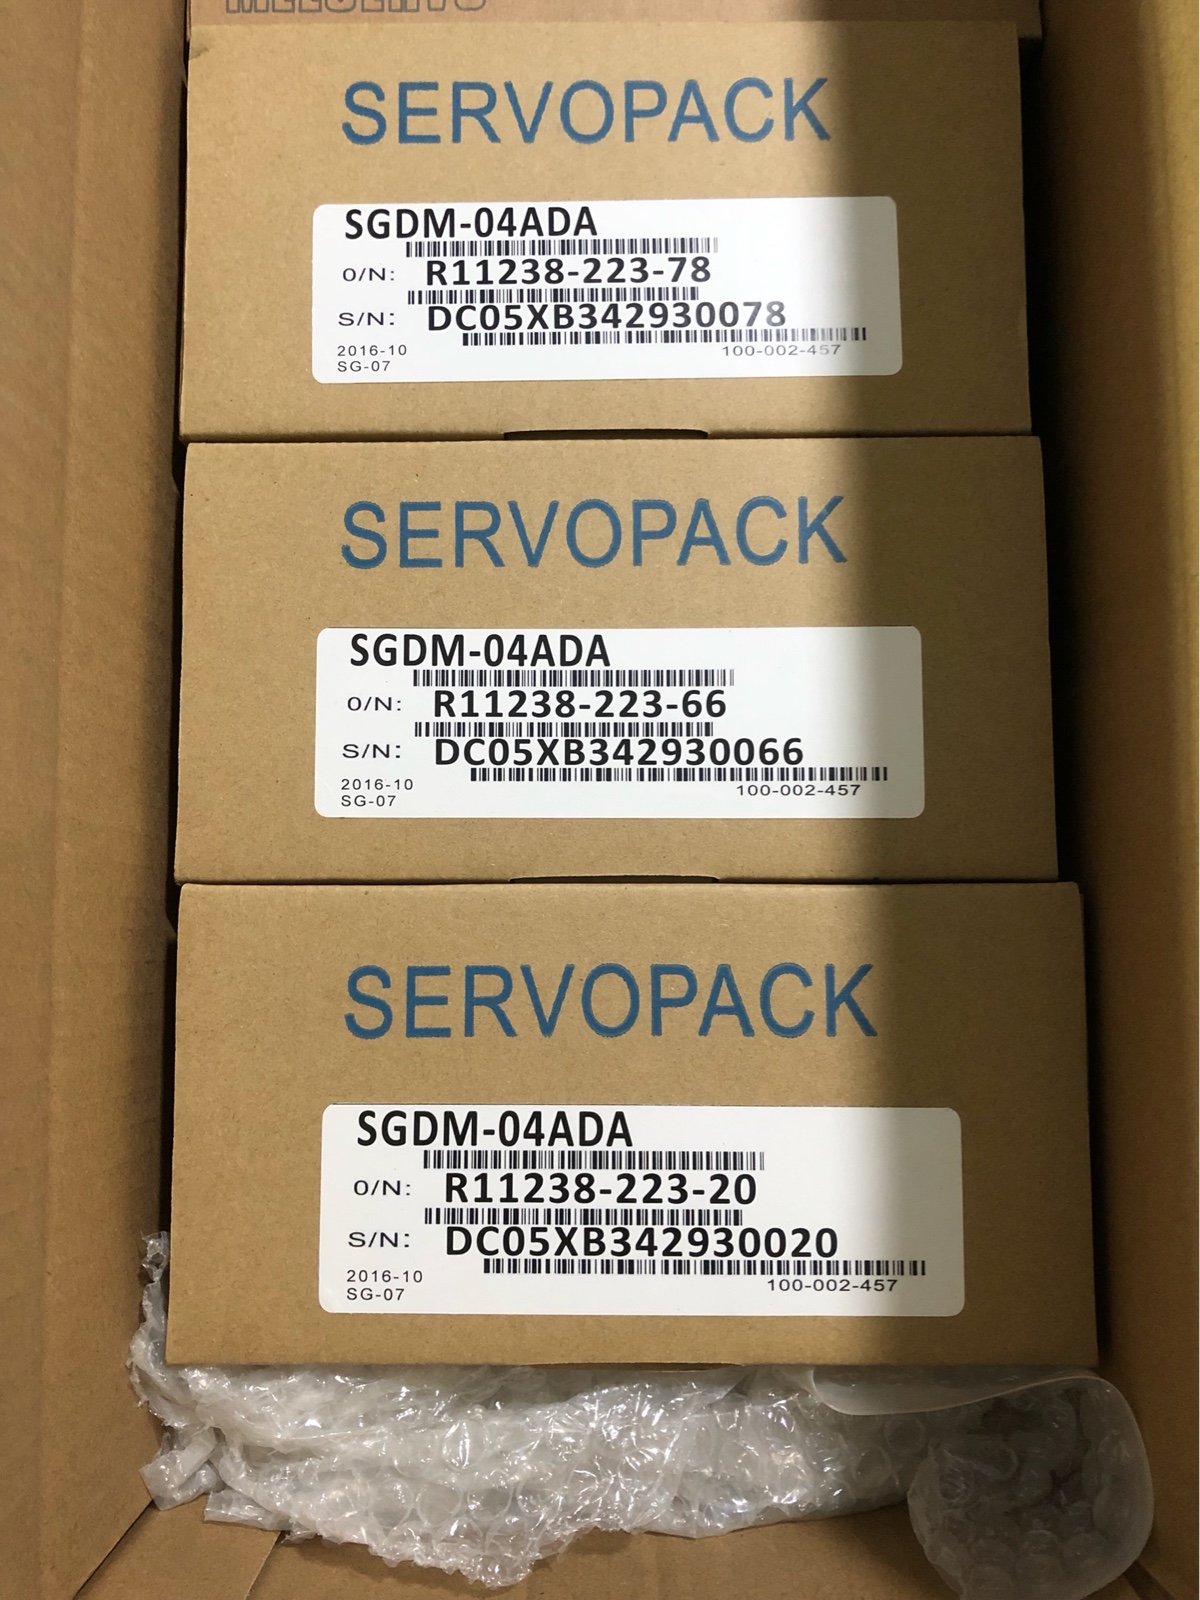 SERVOPACK
SGDM-04ADA
O/N: R11238-223-78
S/N: DC05XB342930078
2016-10 100-002-457
SG-07
SERVOPACK
SGDM-04ADA
O/N: R11238-223-66
S/N: DC05XB342930066
2016-10 100-002-457
SG-07
SERVOPACK
SGDM-04ADA
O/N: R11238-223-20
S/N: DC05XB342930020
2016-10 100-002-457
SG-07